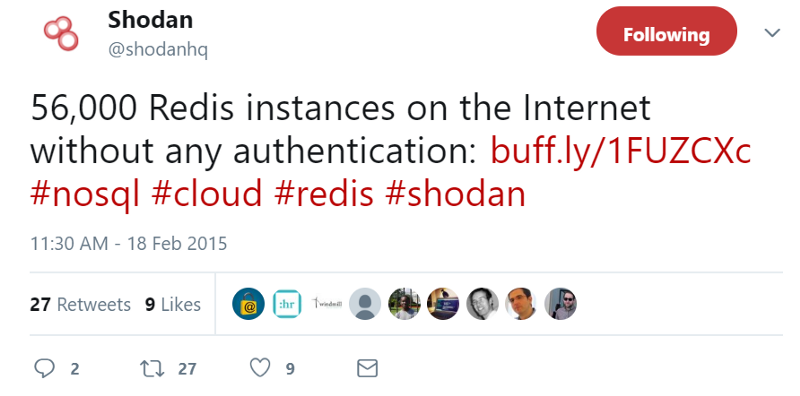 Shodan
@shodanhq
Following
56,000 Redis instances on the Internet
without any authentication: buff.ly/1FUZCXc
#nosql #cloud #redis #shodan
11:30 AM - 18 Feb 2015
27 Retweets 9 Likes
@
:hr
windmill
2 27 9